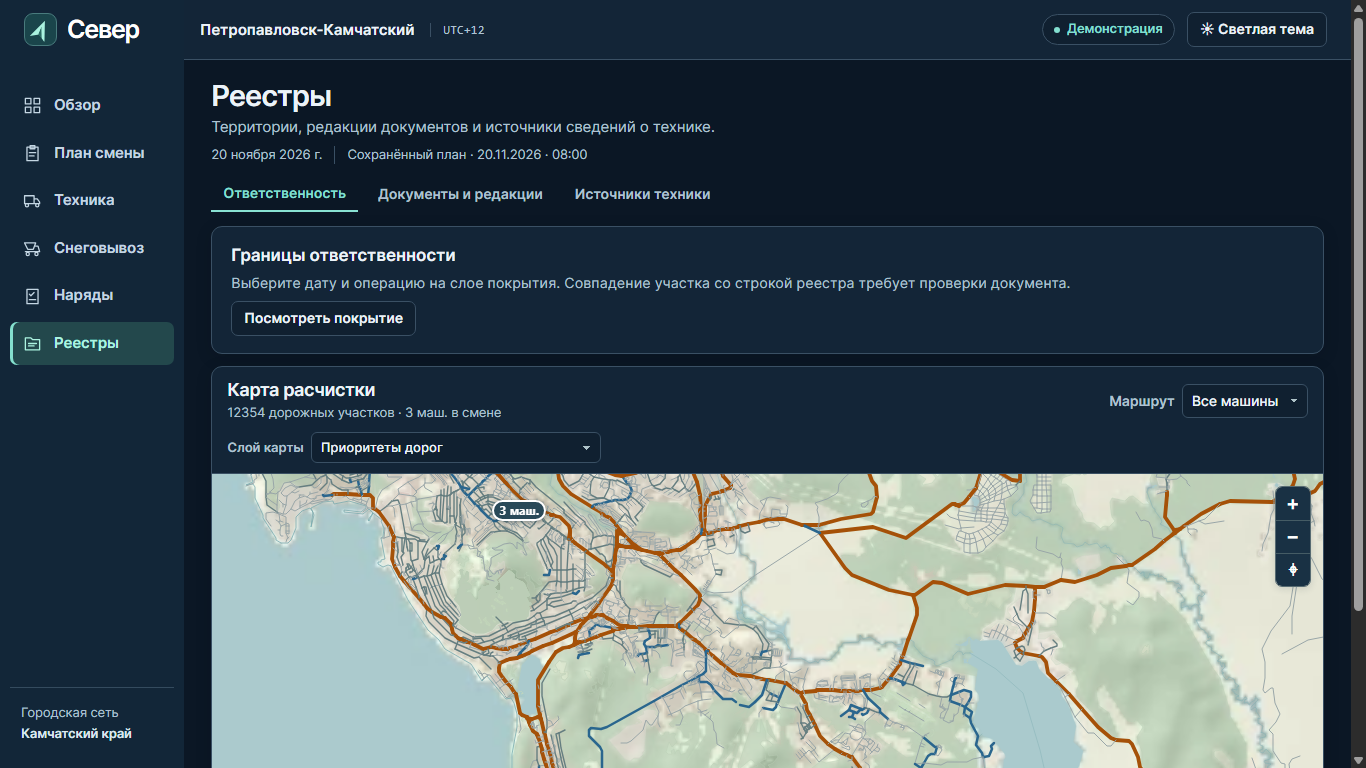 Север
Петропавловск-Камчатский
UTC+12
Демонстрация
Светлая тема
Обзор
План смены
Техника
Снеговывоз
Наряды
Реестры
Городская сеть
Камчатский край
Реестры
Территории, редакции документов и источники сведений о технике.
20 ноября 2026 г.
Сохранённый план · 20.11.2026 · 08:00
Ответственность
Документы и редакции
Источники техники
Границы ответственности
Выберите дату и операцию на слое покрытия. Совпадение участка со строкой реестра требует проверки документа.
Посмотреть покрытие
Карта расчистки
12354 дорожных участков · 3 маш. в смене
Маршрут
Все машины
Слой карты
Приоритеты дорог
3 маш.
+
−